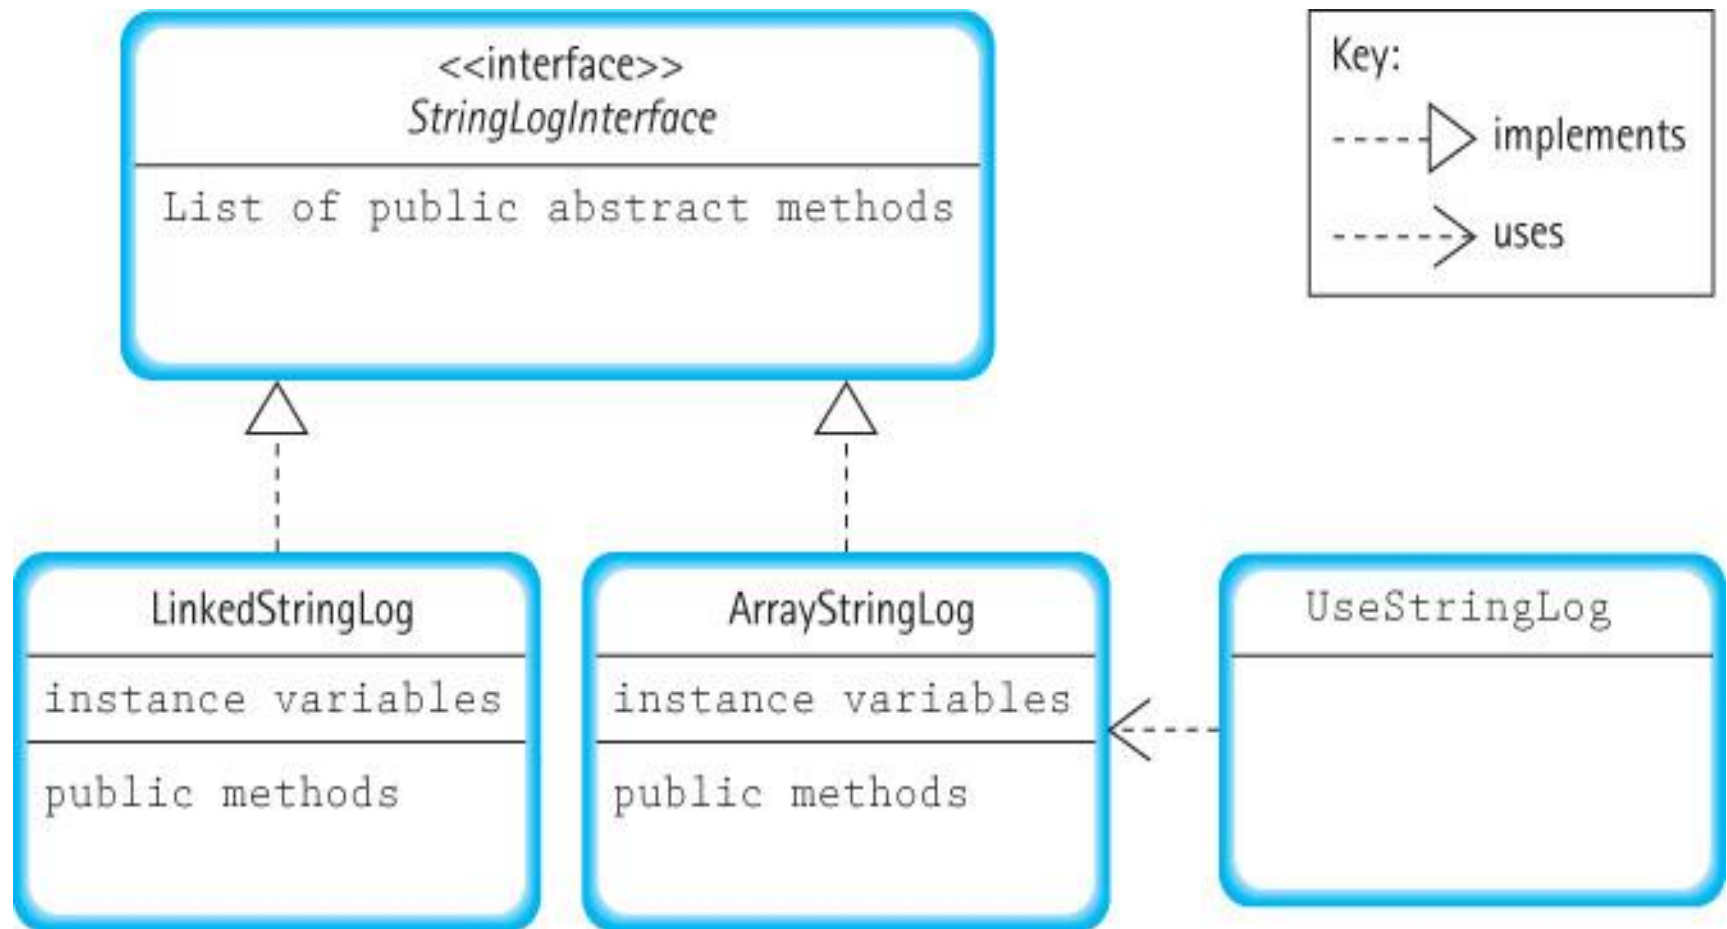 <<interface>>
StringLogInterface
List of public abstract methods
Key:
implements
uses
LinkedStringLog
instance variables
public methods
ArrayStringLog
instance variables
public methods
UseStringLog